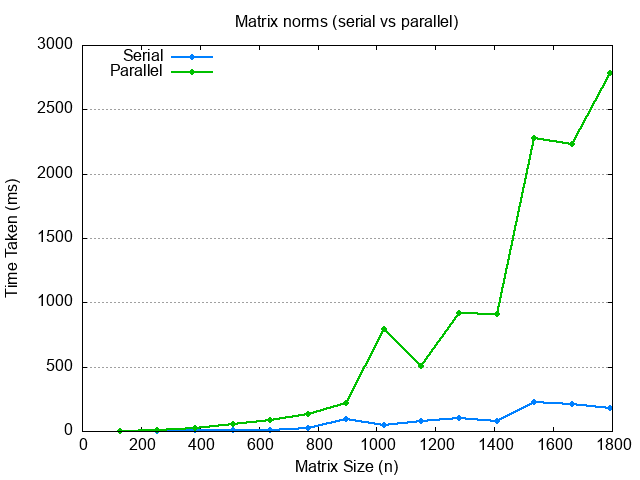 Matrix norms (serial vs parallel)
Serial
Parallel
3000
2500
2000
1500
1000
500
0
Time Taken (ms)
0 200 400 600 800 1000 1200 1400 1600 1800
Matrix Size (n)